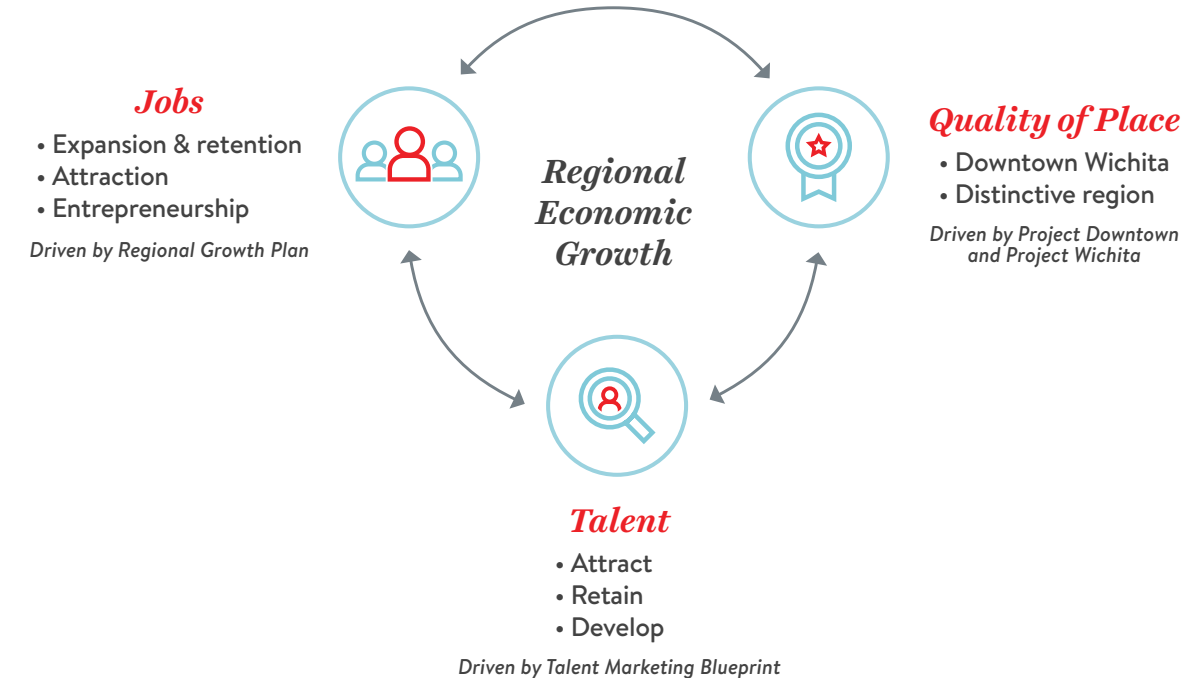 Jobs
• Expansion & retention
• Attraction
• Entrepreneurship
Driven by Regional Growth Plan
Regional
Economic
Growth
Quality of Place
• Downtown Wichita
• Distinctive region
Driven by Project Downtown
and Project Wichita
Talent
• Attract
• Retain
• Develop
Driven by Talent Marketing Blueprint